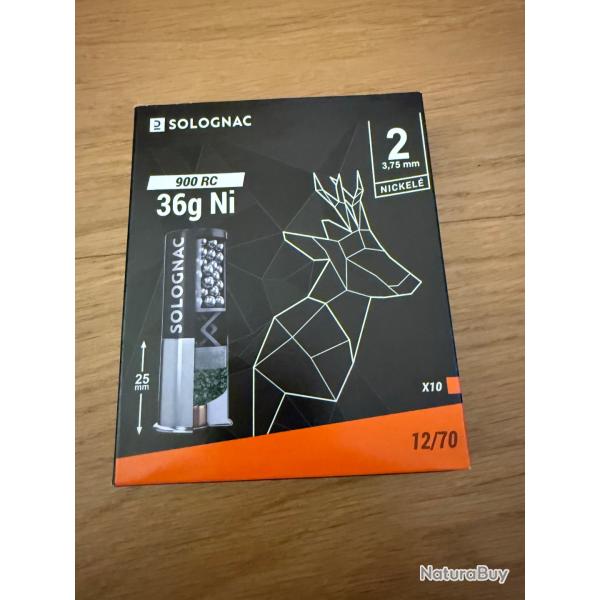 SOLOGNAC
2
3,75 mm
NICKELÉ
900 RC
36g Ni
SOLOGNAC
25
mm
X10
12/70
NaturaBuy